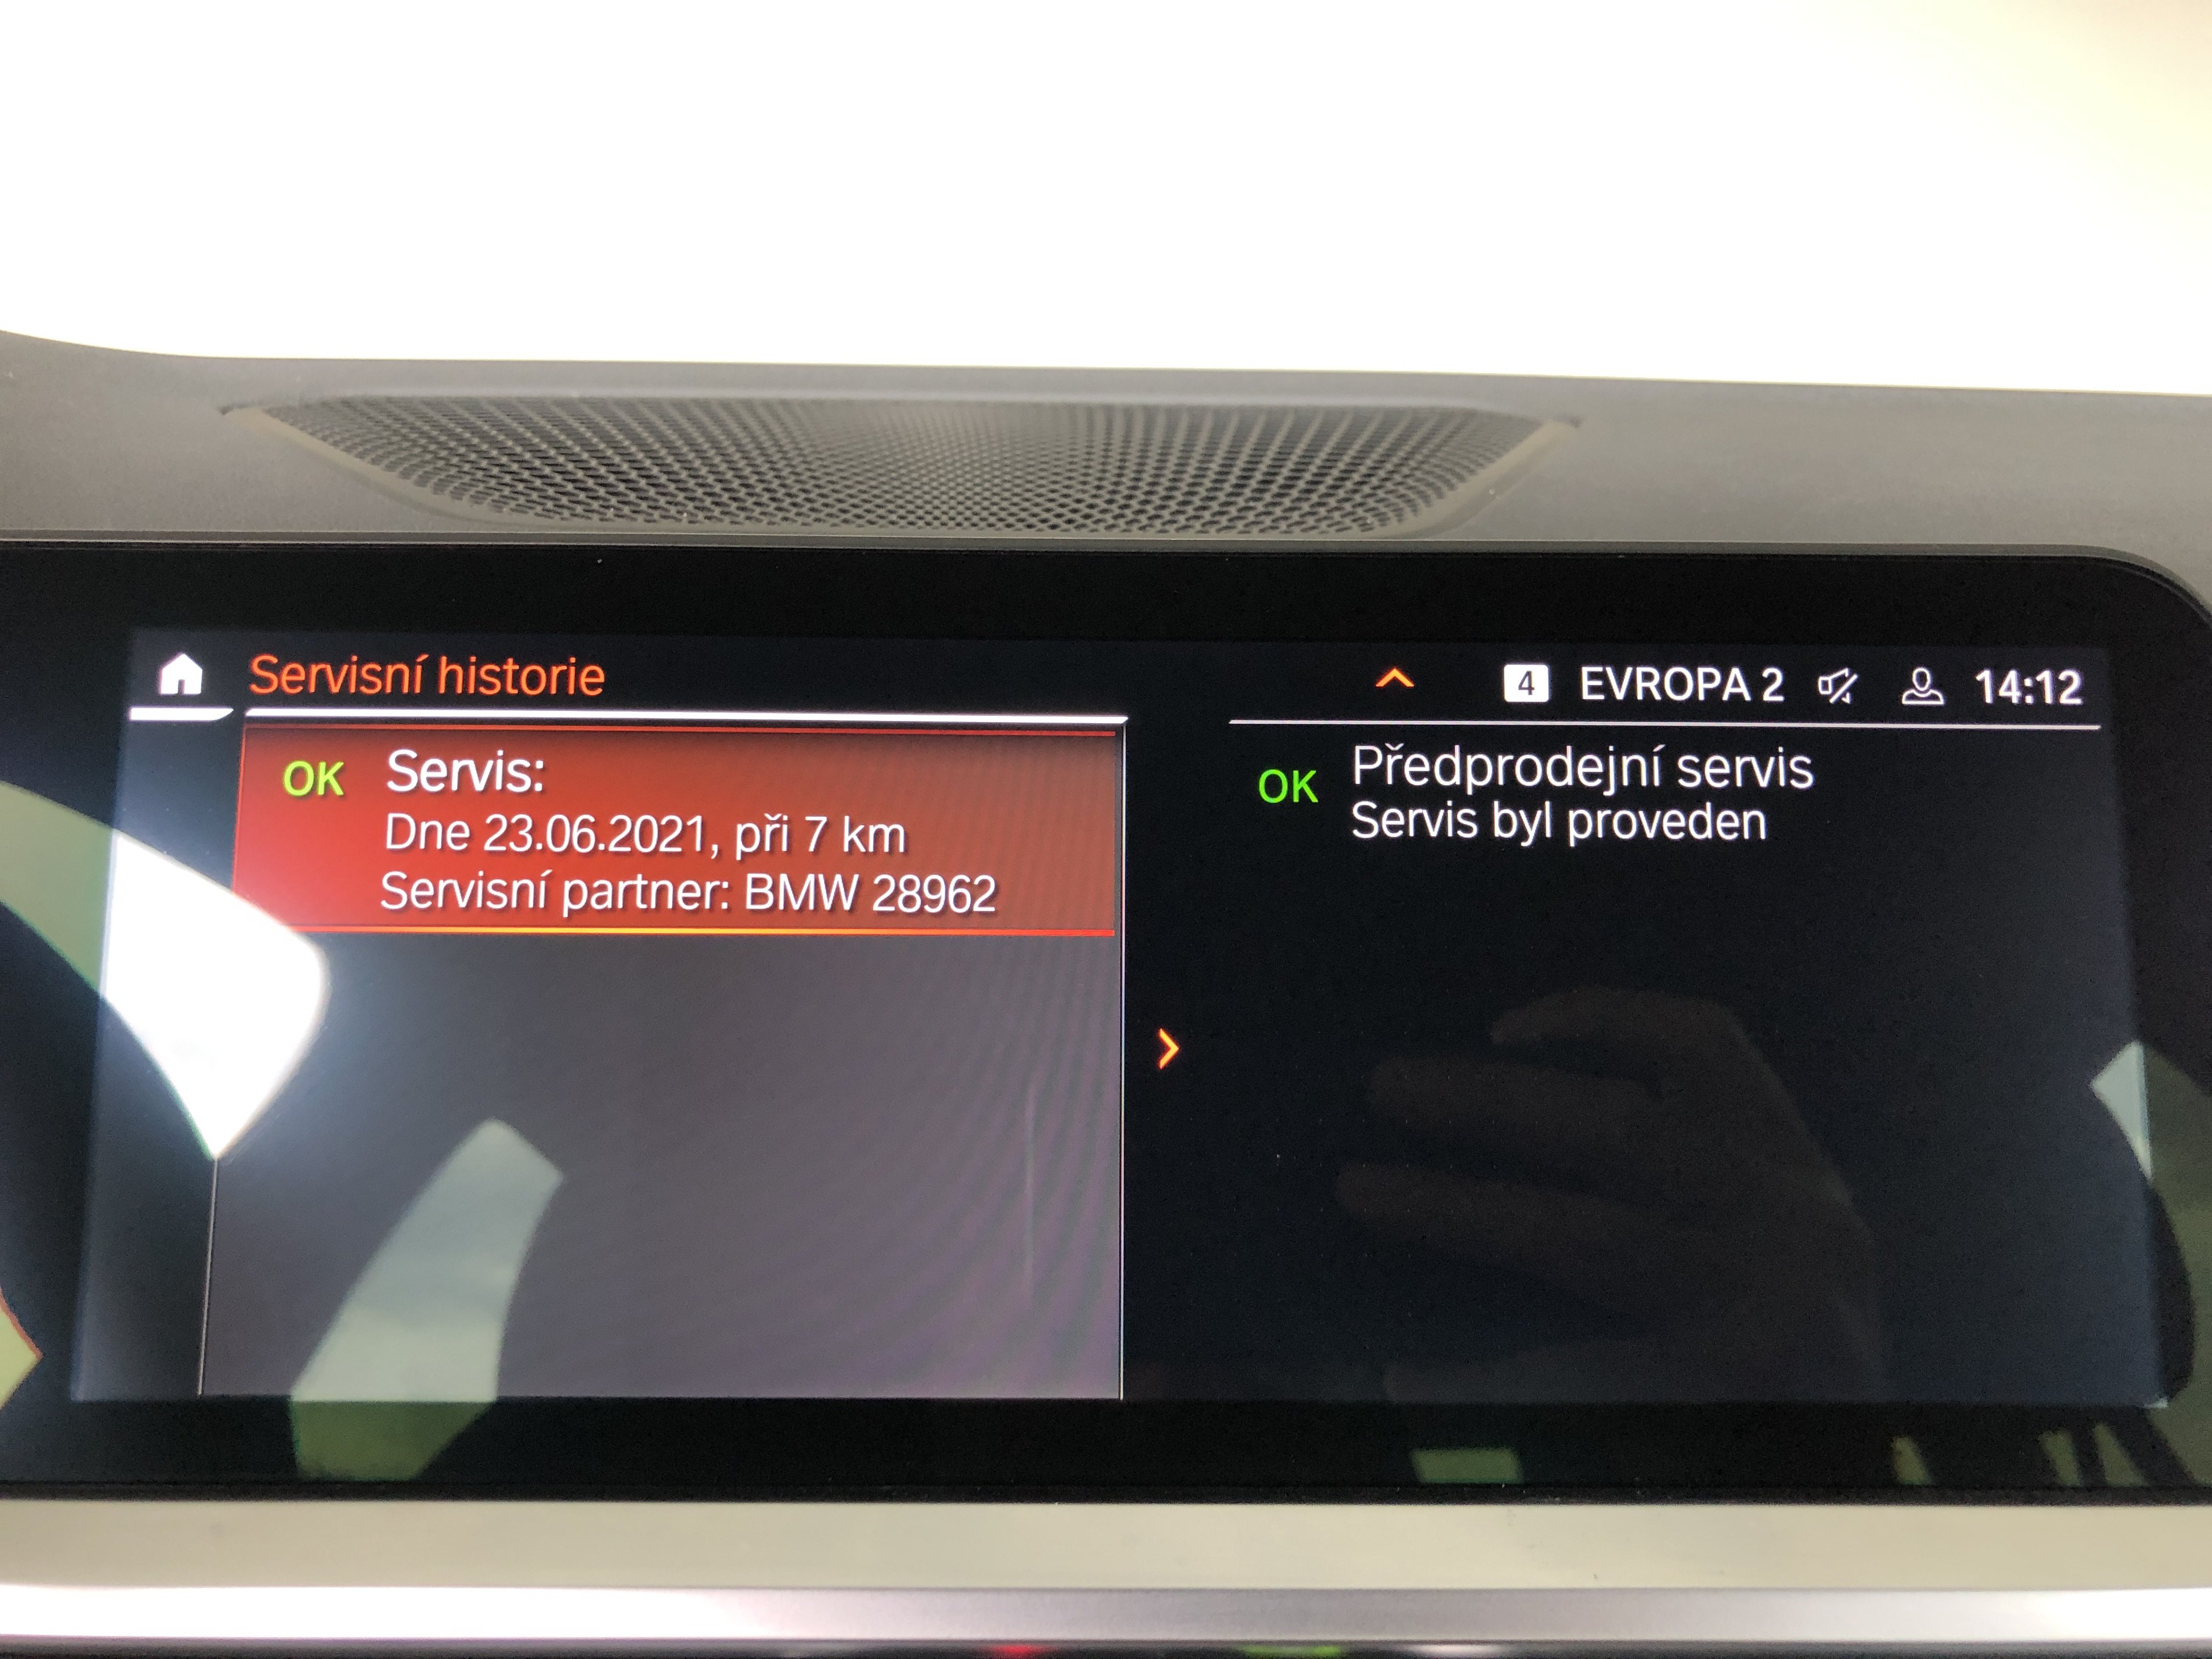 Servisní historie
4 EVROPA 2 14:12
OK Servis:
Dne 23.06.2021, při 7 km
Servisní partner: BMW 28962
OK Předprodejní servis
Servis byl proveden